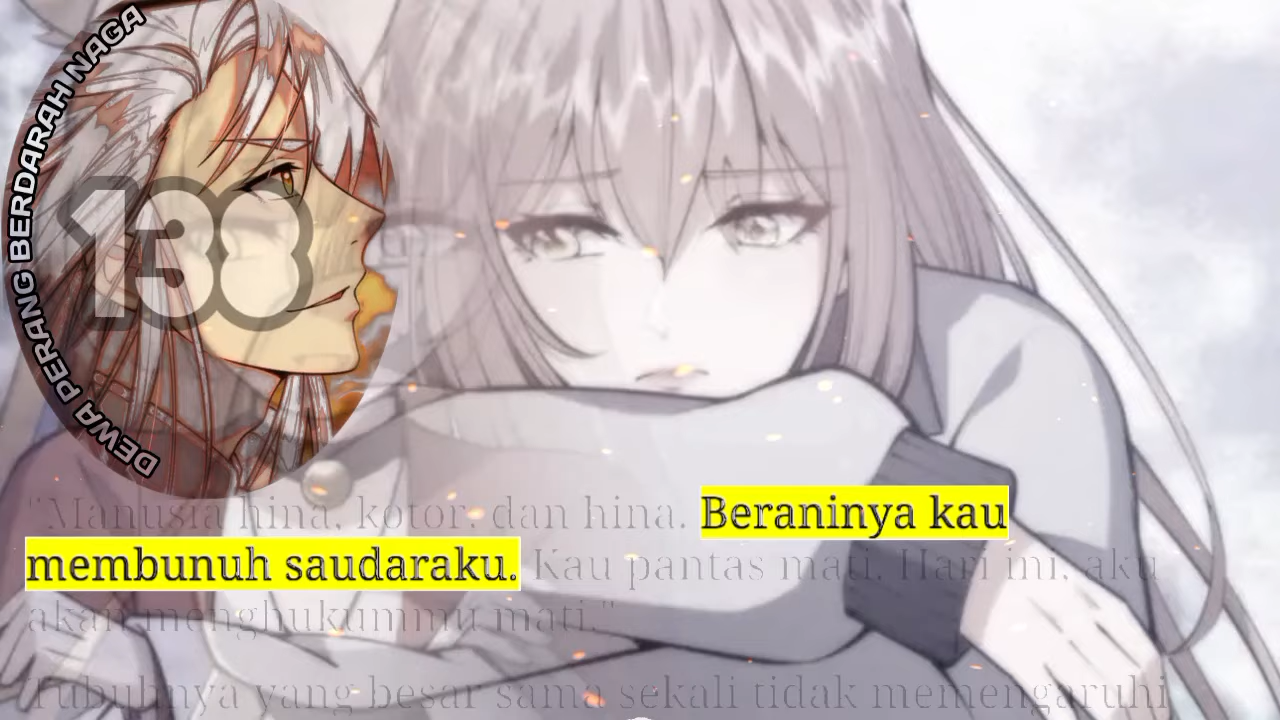 DEWA PERANG BERDARAH NAGA
138
"Manusia hina, kotor, dan hina. Beraninya kau
membunuh saudaraku. Kau pantas mati. Hari ini, aku
akan menghukummu mati."
Tubuhnya yang besar sama sekali tidak memengaruhi